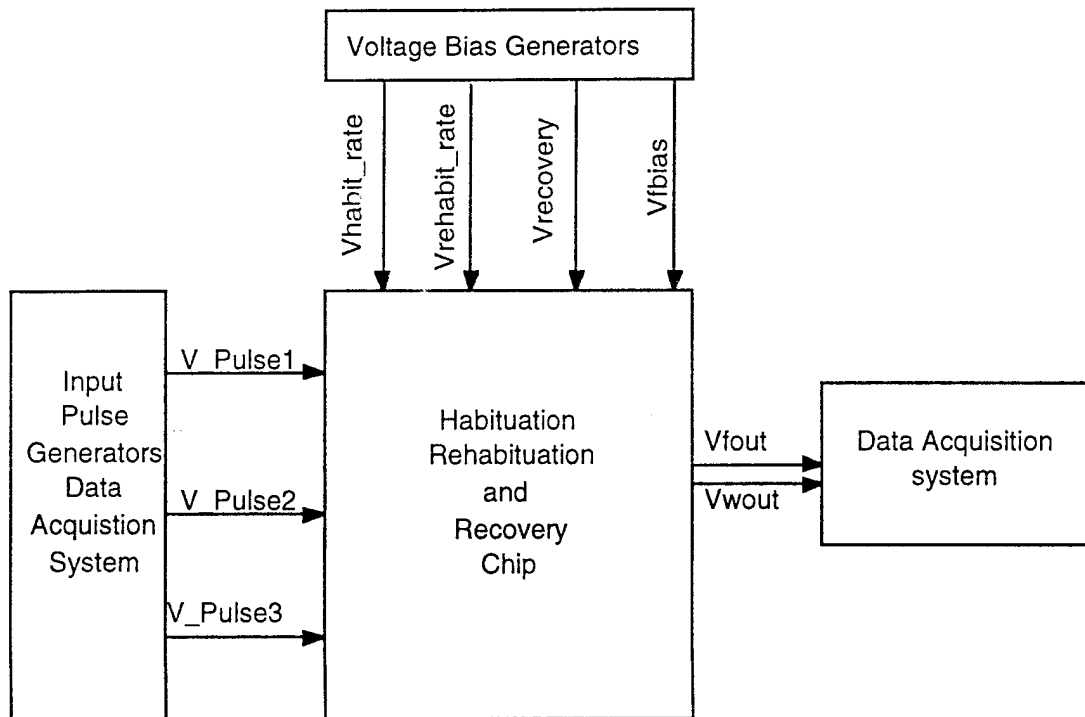 Voltage Bias Generators
Vhabit_rate
Vrehabit_rate
Vrecovery
Vfbias
Input
Pulse
Generators
Data
Acquistion
System
V_Pulse1
V_Pulse2
V_Pulse3
Habituation
Rehabituation
and
Recovery
Chip
Vfout
Vwout
Data Acquisition
system